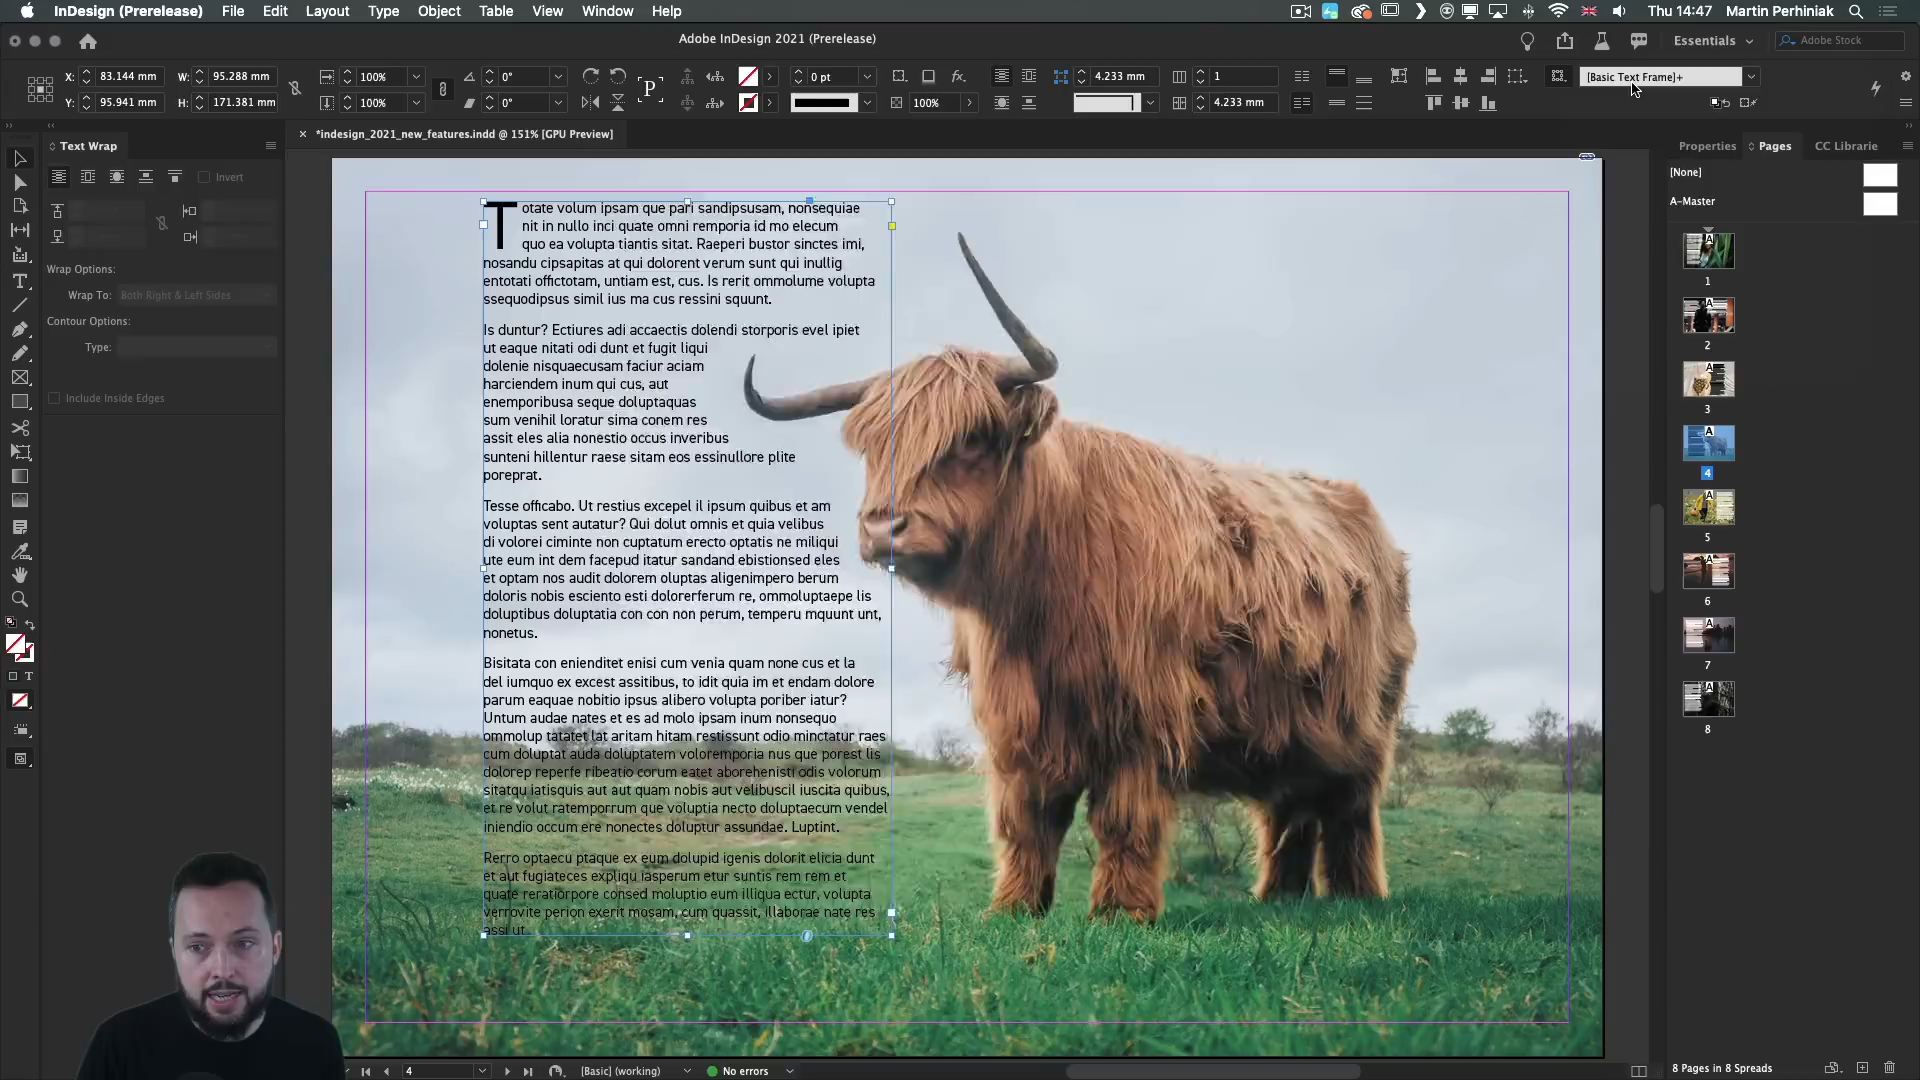 InDesign (Prerelease) File Edit Layout Type Object Table View Window Help
Thu 14:47 Martin Perhiniak
Adobe InDesign 2021 (Prerelease)
Essentials
Adobe Stock
X: 83.144 mm W: 95.288 mm 100% 0° P 0 pt fx 4.233 mm 1 [Basic Text Frame]+
Y: 95.941 mm H: 171.381 mm 100% 0° 100% 4.233 mm
*indesign_2021_new_features.indd @ 151% [GPU Preview]
Text Wrap
Invert
Wrap Options:
Wrap To: Both Right & Left Sides
Contour Options:
Type:
Include Inside Edges
Totate volum ipsam que pari sandipsusam, nonsequiae
nit in nullo inci quate omni remporia id mo elecum
quo ea volupta tiantis sitat. Raeperi bustor sinctes imi,
nosandu cipsapitas at qui dolorent verum sunt qui inullig
entotati offictotam, untiam est, cus. Is rerit ommolume volupta
ssequodipsus simil ius ma cus ressini squnt.
Is duntur? Ectiures adi accaectis dolendi storporis evel ipiet
ut eaque nitati odi dunt et fugit liqui
dolenie nisquaecusam faciur aciam
harciendem inum qui cus, aut
enemporibusa seque doluptaquas
sum venihil loratur sima conem res
assit eles alia nonestio occus inveribus
sunteni hillentur raese sitam eos essinullore plite
poreprat.
Tesse officabo. Ut restius excepel il ipsum quibus et am
voluptas sent autatur? Qui dolut omnis et quia velibus
di volorei ciminte non cuptatum erecto optatis ne miliqui
ute eum int dem facepud itatur sandand ebistionsed eles
et optam nos audit dolorem oluptas aligenimpero berum
doloris nobis esciento esti dolorerferum re, ommoluptaepe lis
doluptibus doluptatia con con non perum, temperu mquunt unt,
nonetus.
Bisitata con enienditet enisi cum venia quam none cus et la
del iumquo ex excest assitibus, to idit quia im et endam dolore
parum eaquae nobitio ipsus alibero volupta poriber iatur?
Untum audae nates et es ad molo ipsam inum nonsequo
ommolup tatatet lat aritam hitam restissunt odio minctatur raes
cum doluptat auda doluptatem voloremporia nus que porest lis
dolorep reperfe ribeatio corum eatet aborehenisti odis volorum
sitatqu iatisquis aut aut quam nobis aut velibuscil iuscita quibus,
et re volut ratemporrum que voluptia necto doluptaecum vendel
iniendio occum ere nonectes doluptur assundae. Luptint.
Rerro optaecu ptaque ex eum dolupid igenis dolorit elicia dunt
et aut fugiateces expliqu iasperum etur suntis rem rem et
quate reratiorpore consed moluptio eum illiqua ectur, volupta
verrovite perion exerit mosam, cum quassit, illaborae nate res
assi ut
Properties Pages CC Librarie
[None]
A-Master
A
1
A
2
A
3
A
4
A
5
A
6
A
7
A
8
4 [Basic] (working) No errors
8 Pages in 8 Spreads